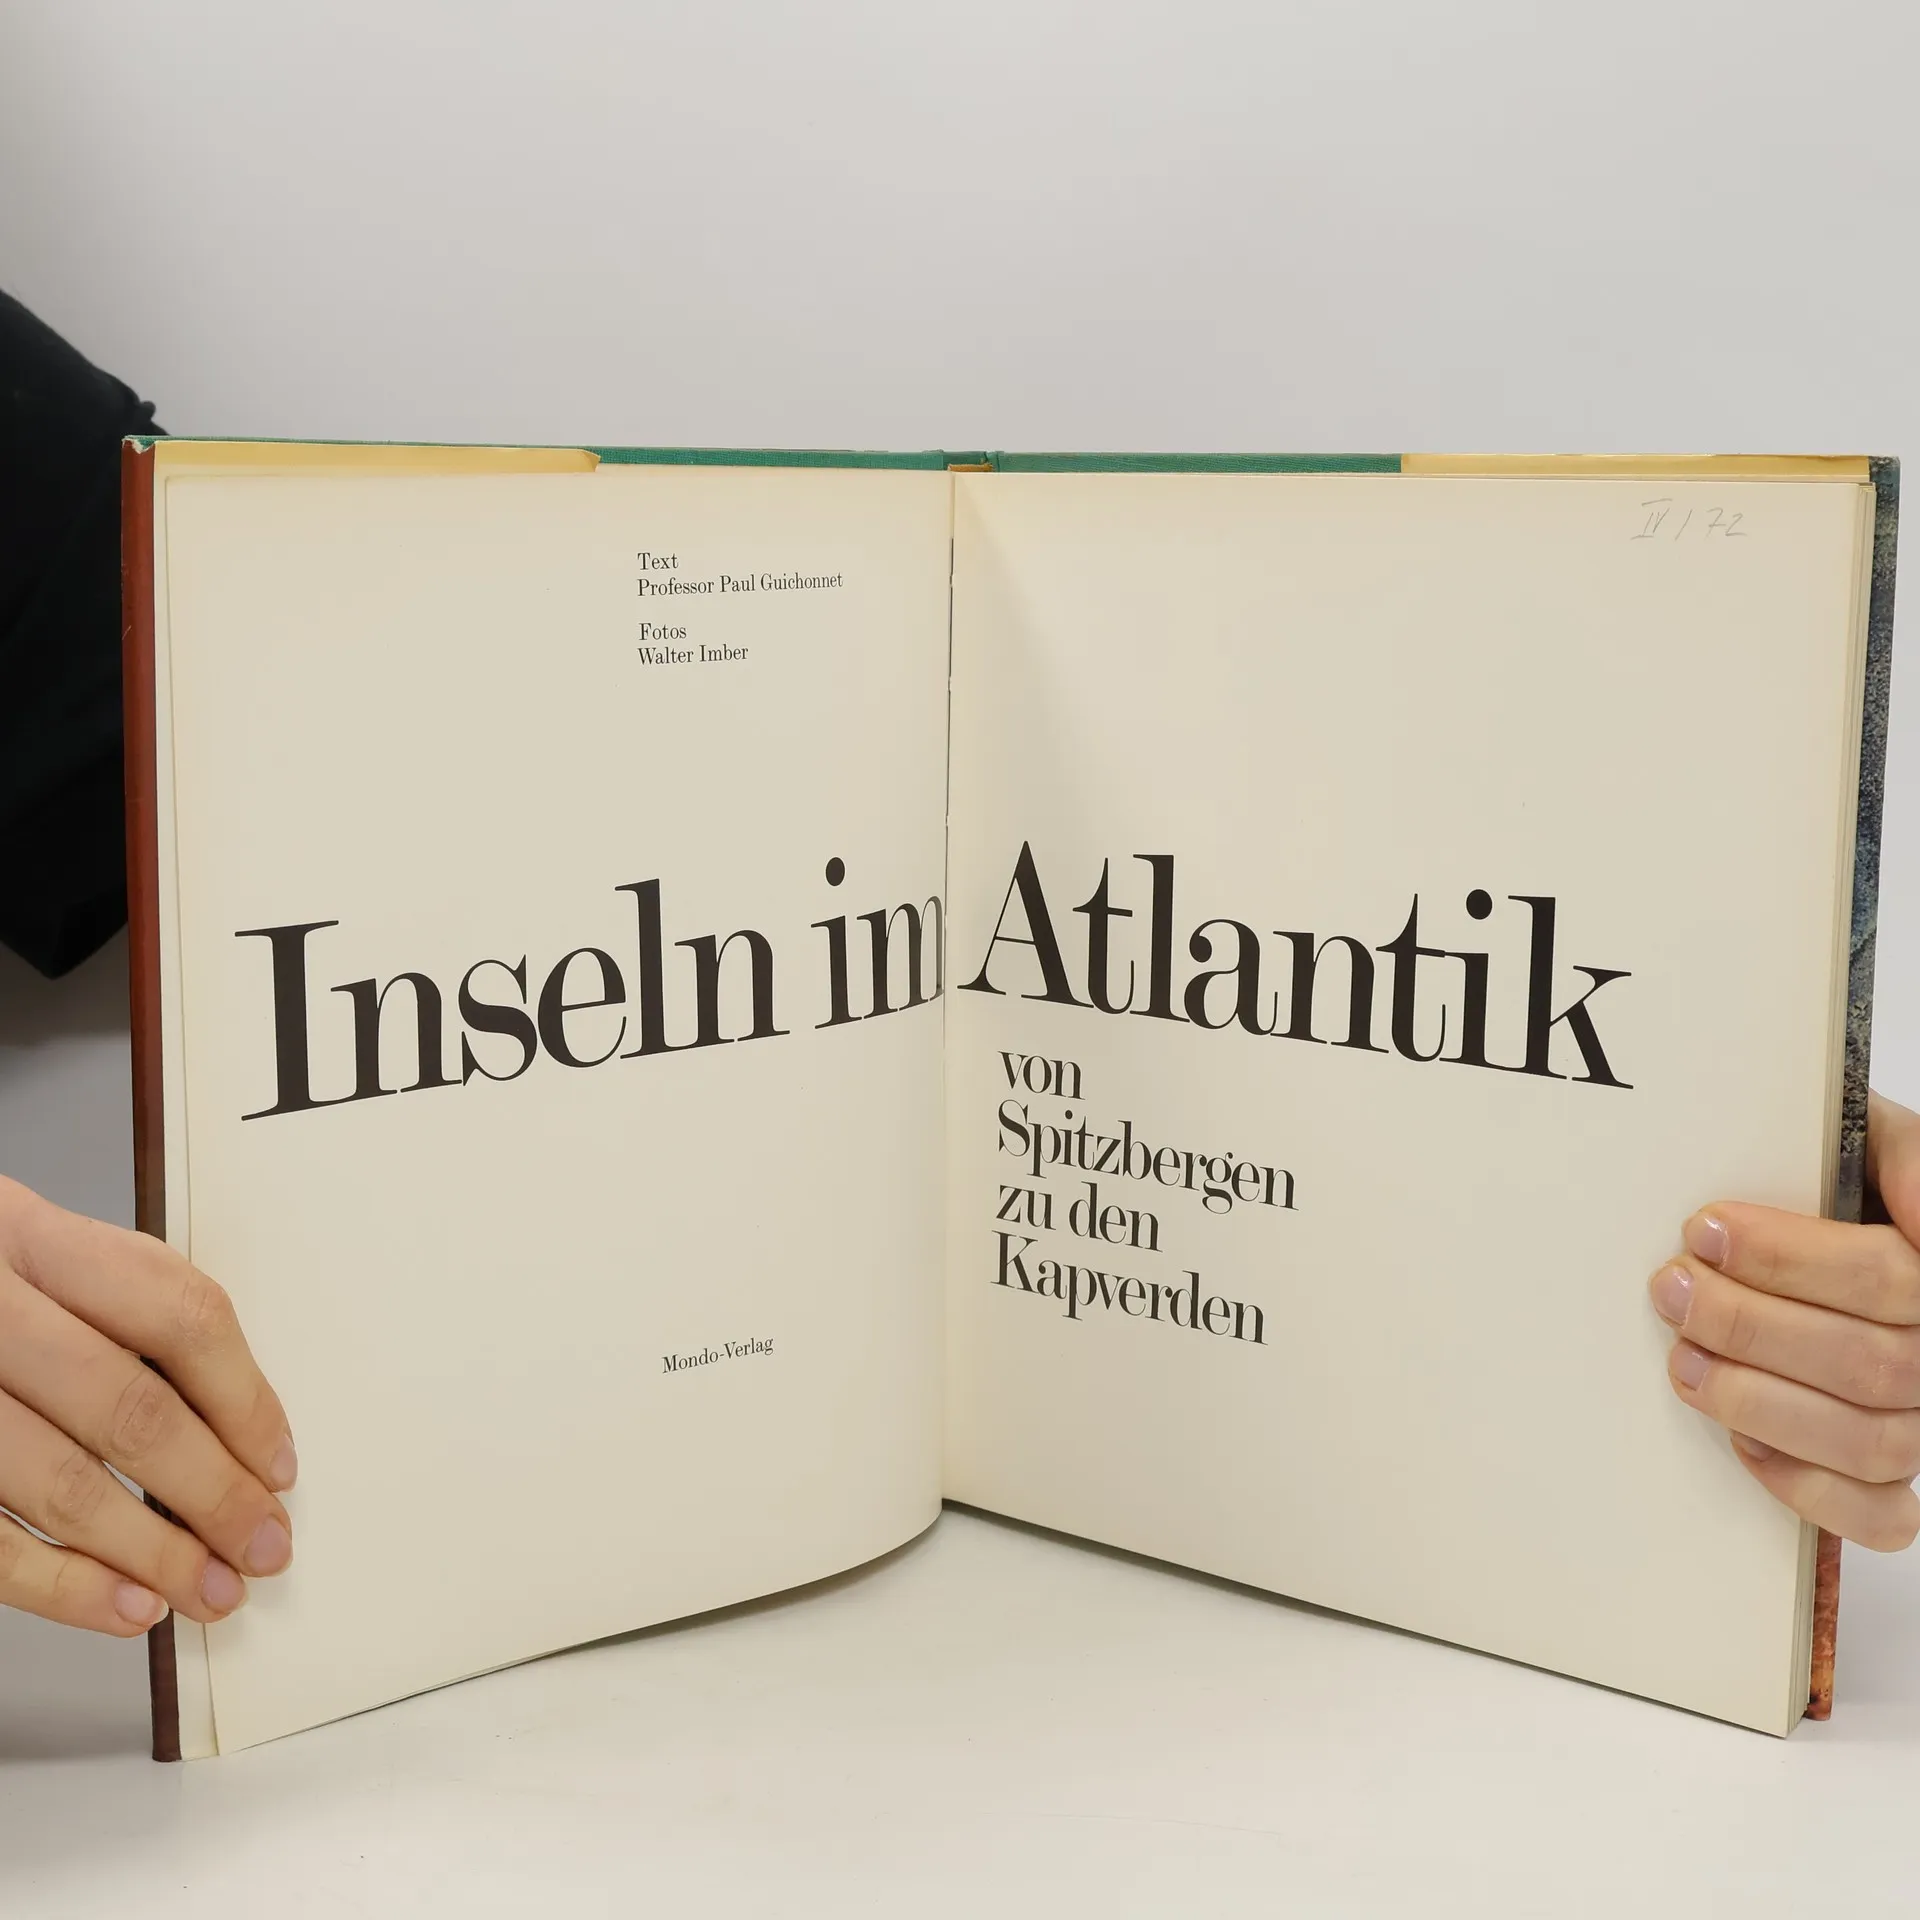 Text
Professor Paul Guichonnet
Fotos
Walter Imber
IV / 72
Inseln im Atlantik
von
Spitzbergen
zu den
Kapverden
Mondo-Verlag